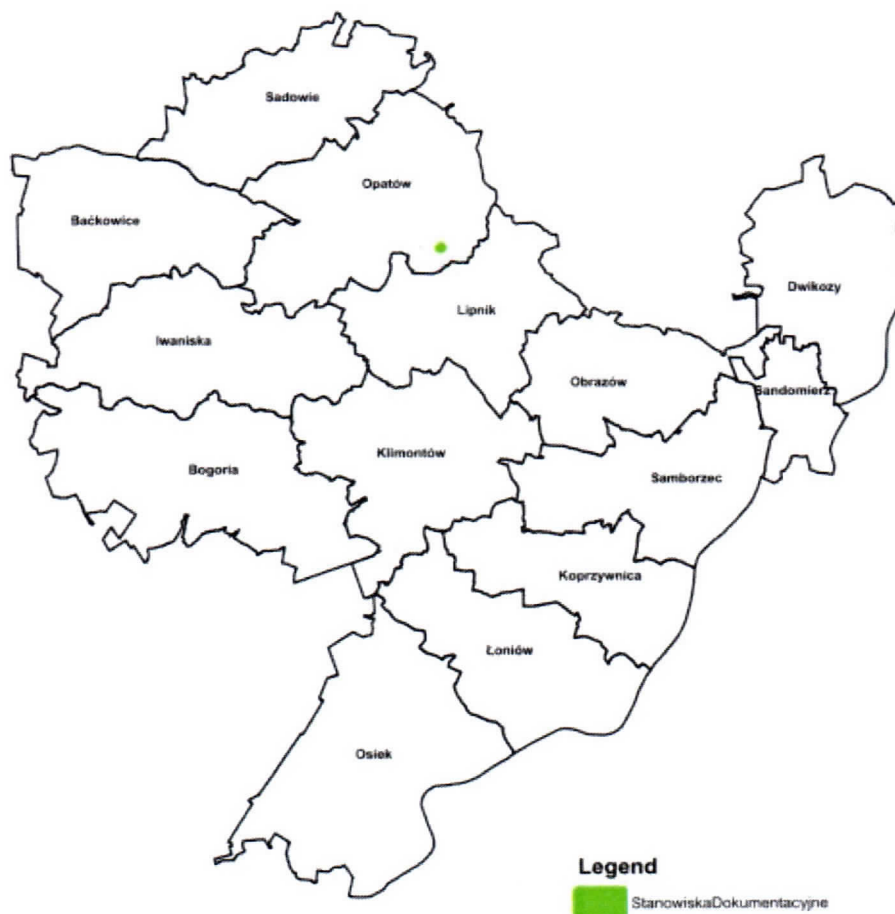 Sadowie
Opatów
Baćkowice
Dwikozy
Lipnik
Iwaniska
Obrazów
Sandomierz
Klimontów
Bogoria
Samborzec
Koprzywnica
Łoniów
Osiek
Legend
StanowiskaDokumentacyjne